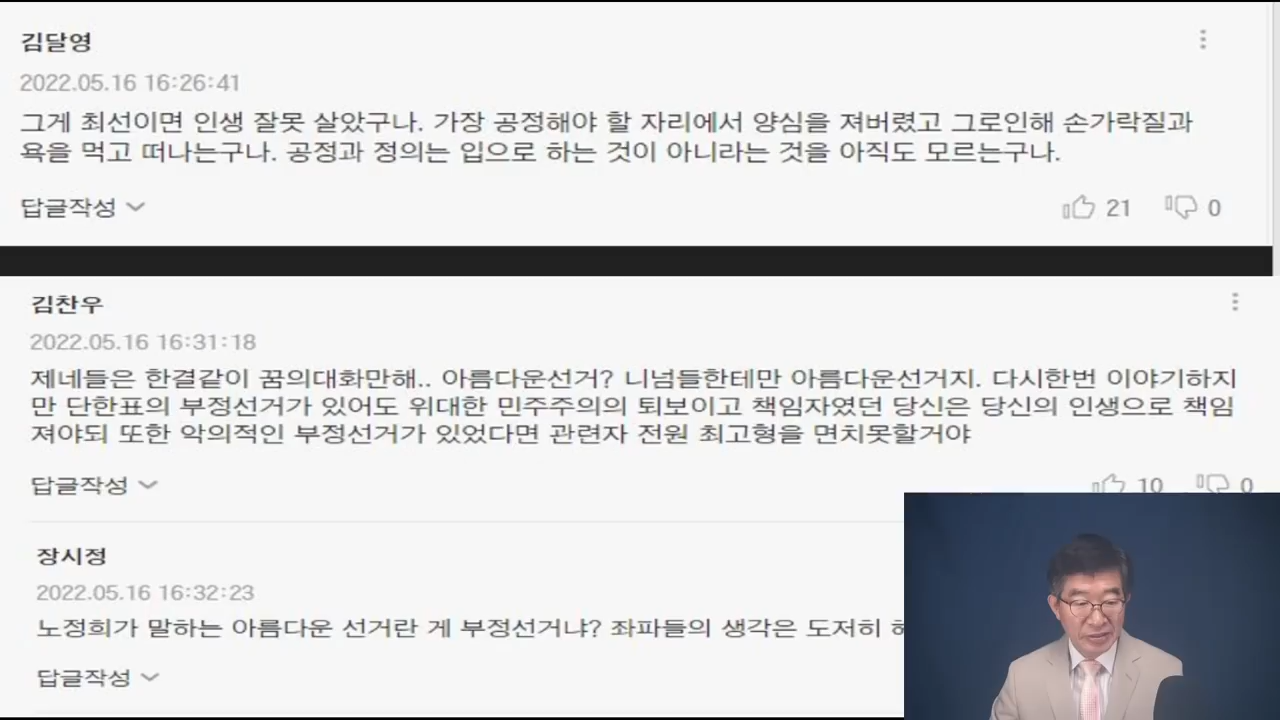 김달영
2022.05.16 16:26:41
그게 최선이면 인생 잘못 살았구나. 가장 공정해야 할 자리에서 양심을 져버렸고 그로인해 손가락질과
욕을 먹고 떠나는구나. 공정과 정의는 입으로 하는 것이 아니라는 것을 아직도 모르는구나.
답글작성
21
0
김찬우
2022.05.16 16:31:18
제네들은 한결같이 꿈의대화만해.. 아름다운선거? 니넘들한테만 아름다운선거지. 다시한번 이야기하지
만 단한표의 부정선거가 있어도 위대한 민주주의의 퇴보이고 책임자였던 당신은 당신의 인생으로 책임
져야되 또한 악의적인 부정선거가 있었다면 관련자 전원 최고형을 면치못할거야
답글작성
10
0
장시정
2022.05.16 16:32:23
노정희가 말하는 아름다운 선거란 게 부정선거냐? 좌파들의 생각은 도저히
답글작성